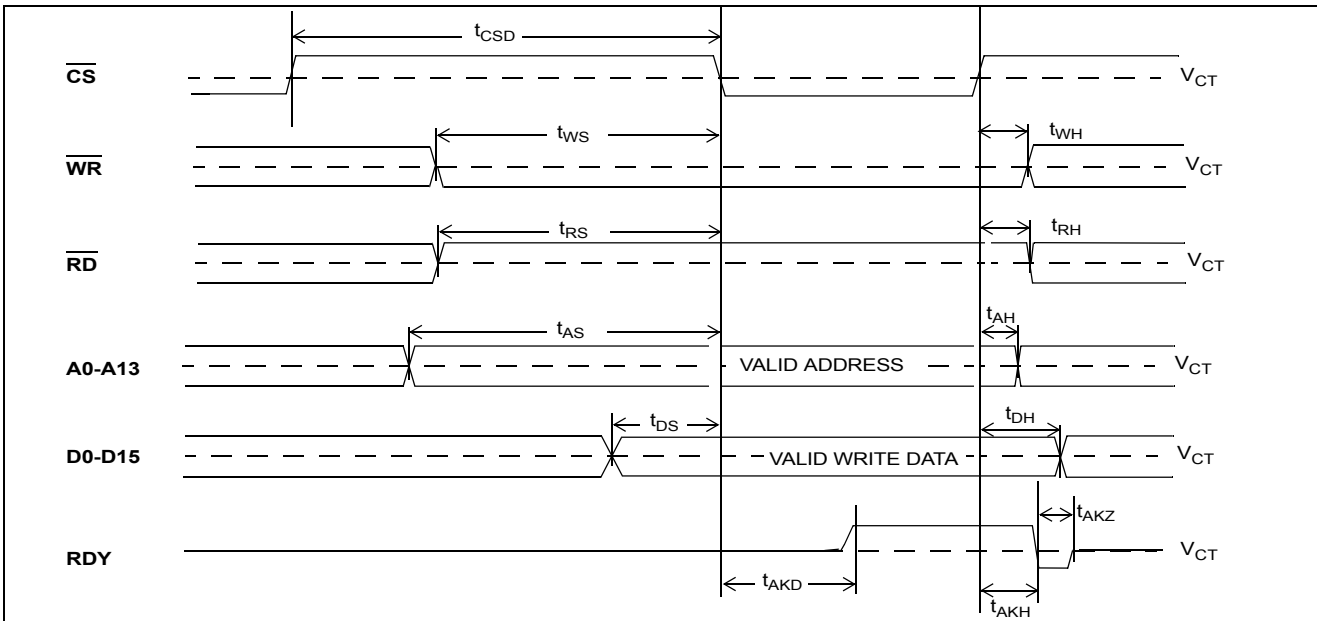 tCSD
CS VCT
tWS tWH
WR VCT
tRS tRH
RD VCT
tAS tAH
A0-A13 VALID ADDRESS VCT
tDS tDH
D0-D15 VALID WRITE DATA VCT
tAKZ
RDY VCT
tAKD
tAKH